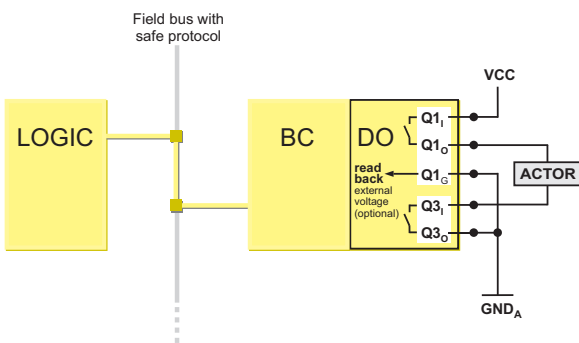 Field bus with
safe protocol
VCC
LOGIC
BC
DO
Q1I
Q1O
read
back
external
voltage
(optional)
Q1G
ACTOR
Q3I
Q3O
GNDA